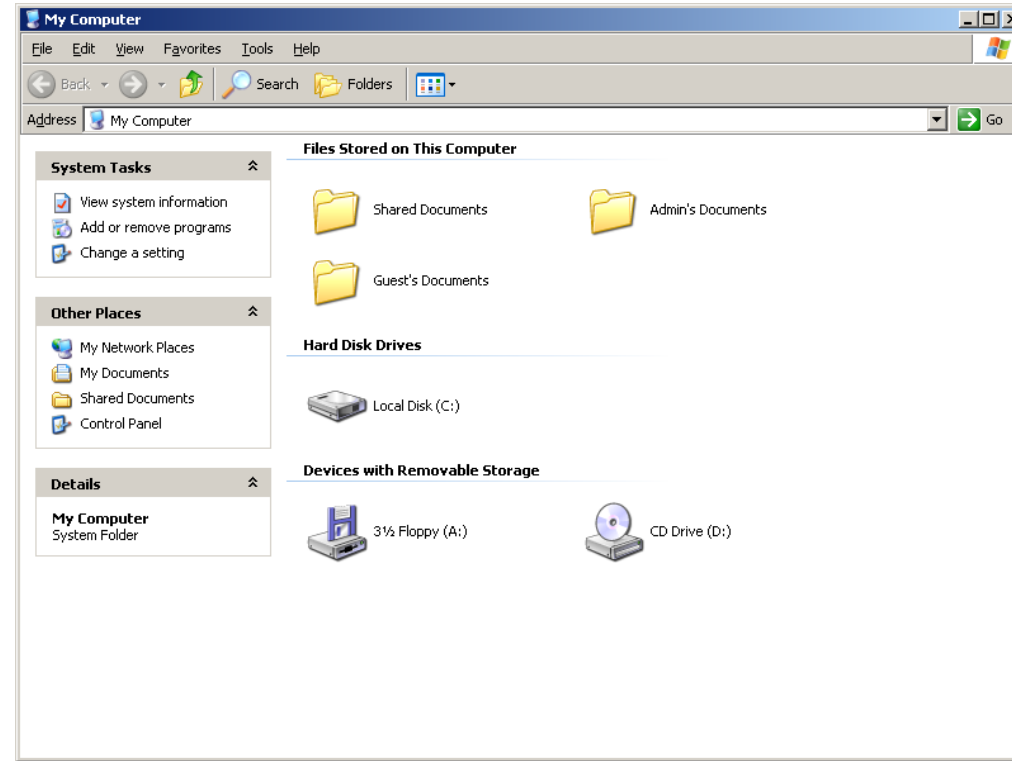 My Computer
File Edit View Favorites Tools Help
Back Search Folders
Address My Computer Go
System Tasks
View system information
Add or remove programs
Change a setting
Other Places
My Network Places
My Documents
Shared Documents
Control Panel
Details
My Computer
System Folder
Files Stored on This Computer
Shared Documents Admin's Documents
Guest's Documents
Hard Disk Drives
Local Disk (C:)
Devices with Removable Storage
3½ Floppy (A:) CD Drive (D:)